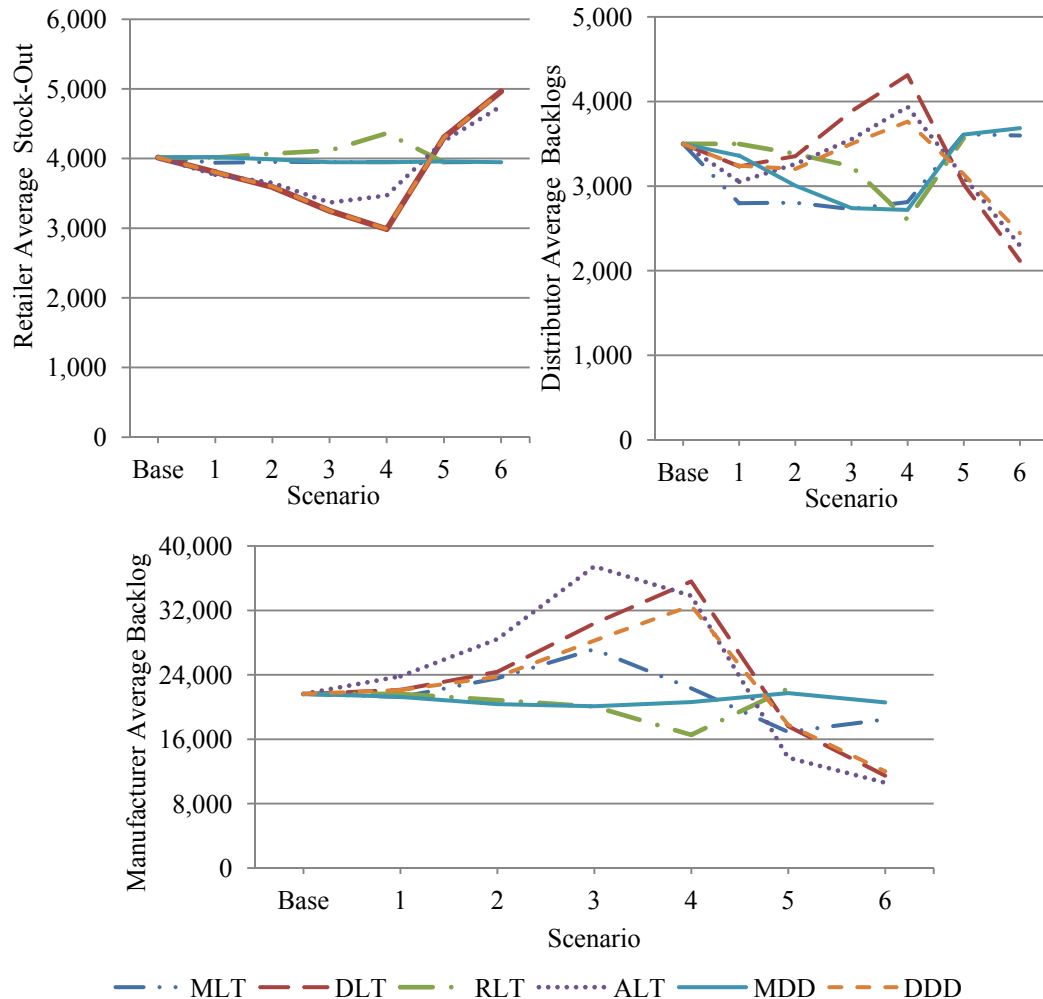 Retailer Average Stock-Out
6,000
5,000
4,000
3,000
2,000
1,000
0
Base 1 2 3 4 5 6
Scenario
Distributor Average Backlogs
5,000
4,000
3,000
2,000
1,000
0
Base 1 2 3 4 5 6
Scenario
Manufacturer Average Backlog
40,000
32,000
24,000
16,000
8,000
0
Base 1 2 3 4 5 6
Scenario
MLT DLT RLT ALT MDD DDD